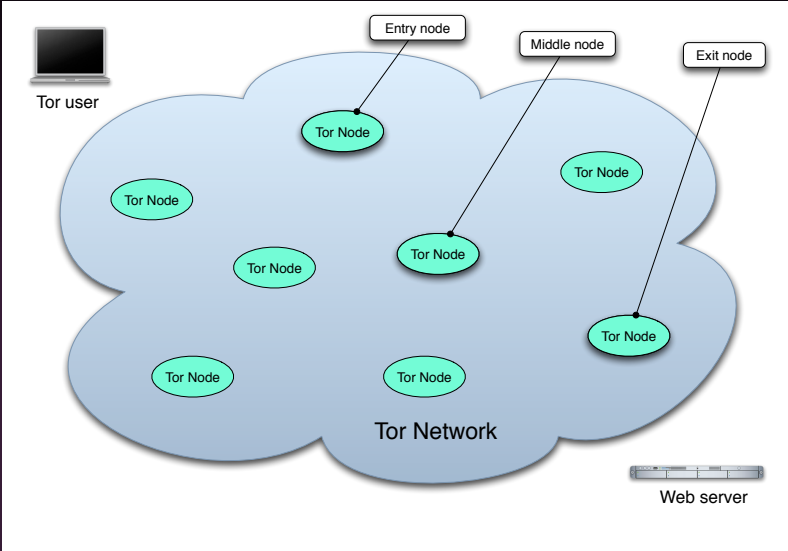 Entry node
Middle node
Exit node
Tor user
Tor Node
Tor Node
Tor Node
Tor Node
Tor Node
Tor Node
Tor Node
Tor Node
Tor Network
Web server